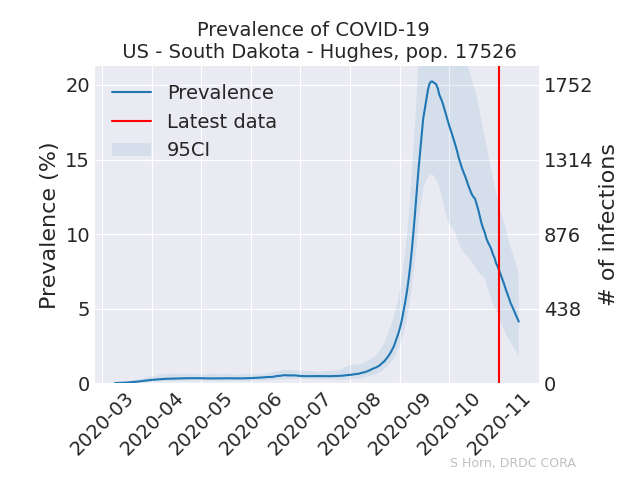 Prevalence of COVID-19
US - South Dakota - Hughes, pop. 17526
Prevalence
Latest data
95CI
Prevalence (%)
20
15
10
5
0
1752
1314
876
438
0
# of infections
2020-03
2020-04
2020-05
2020-06
2020-07
2020-08
2020-09
2020-10
2020-11
S Horn, DRDC CORA